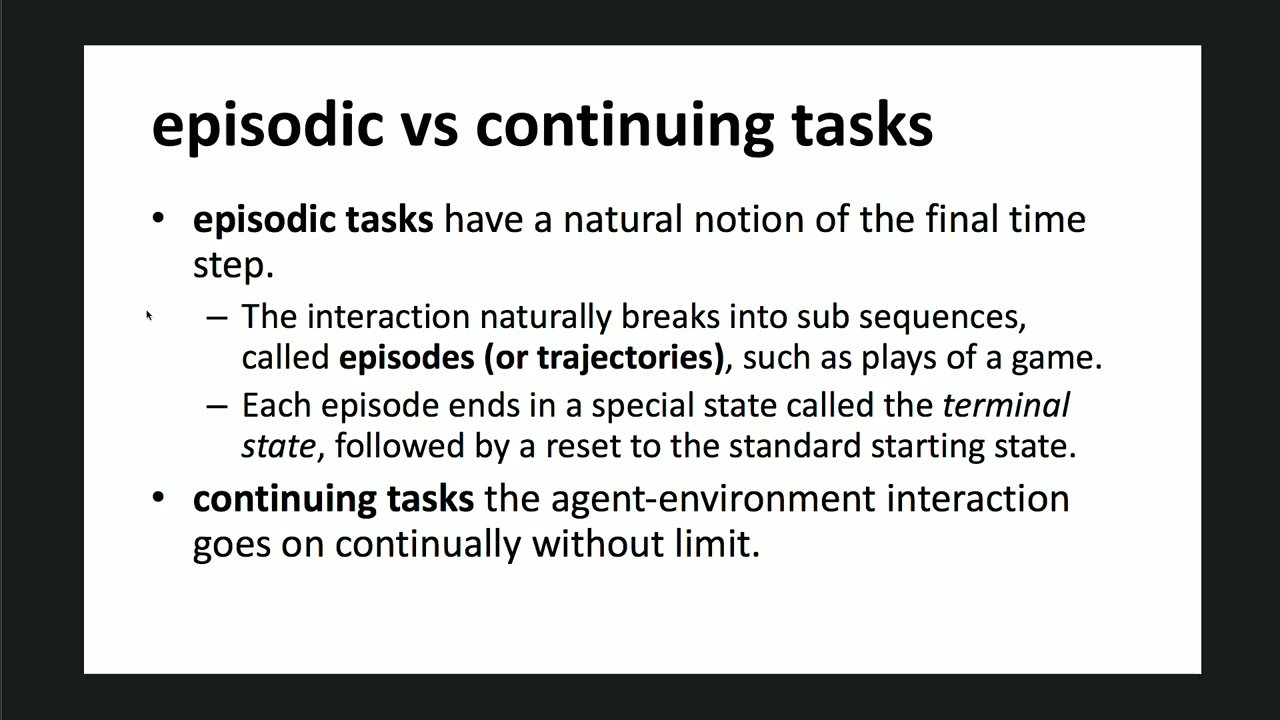 episodic vs continuing tasks
• episodic tasks have a natural notion of the final time
step.
– The interaction naturally breaks into sub sequences,
called episodes (or trajectories), such as plays of a game.
– Each episode ends in a special state called the terminal
state, followed by a reset to the standard starting state.
• continuing tasks the agent-environment interaction
goes on continually without limit.